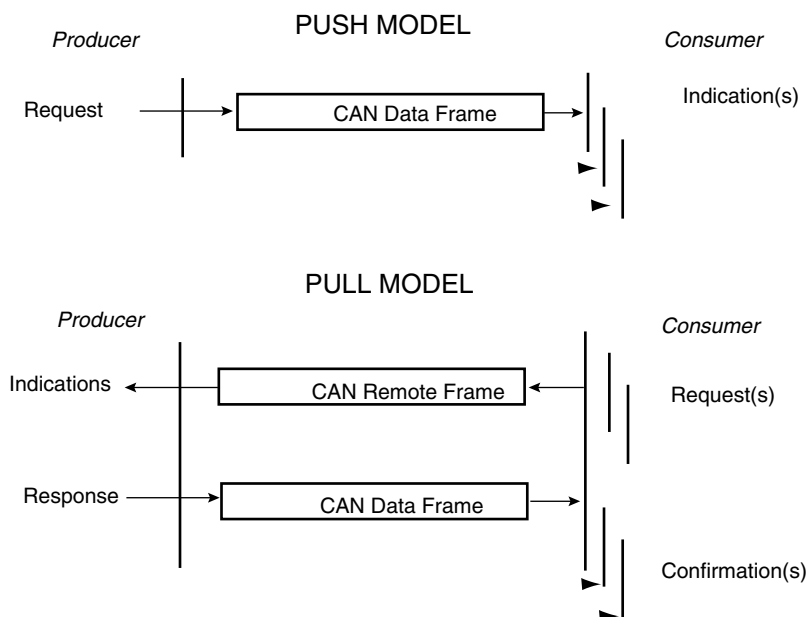 PUSH MODEL
Producer
Consumer
Request
CAN Data Frame
Indication(s)
PULL MODEL
Producer
Consumer
Indications
CAN Remote Frame
Request(s)
Response
CAN Data Frame
Confirmation(s)